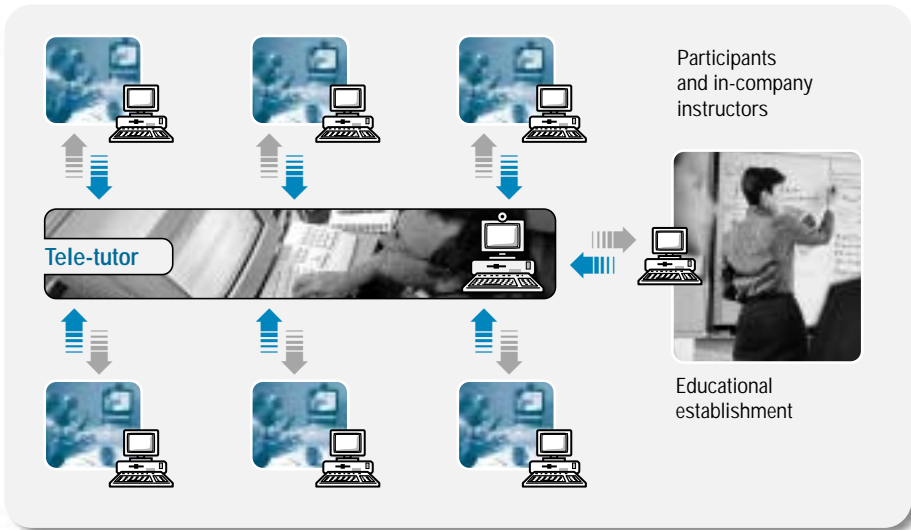 Participants
and in-company
instructors
Tele-tutor
Educational
establishment